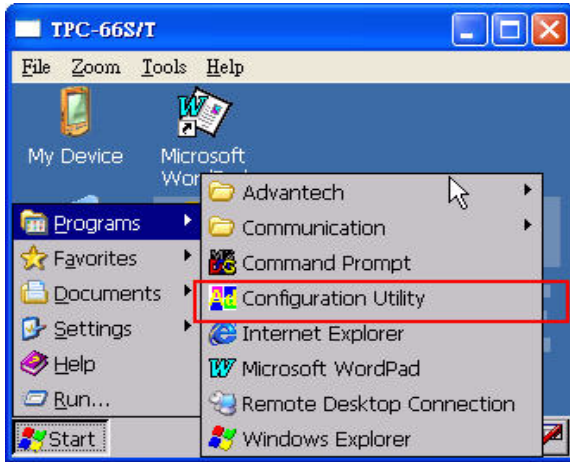 TPC-66S/T
File Zoom Tools Help
My Device
Microsoft
Wor
Programs
Favorites
Documents
Settings
Help
Run...
Start
Advantech
Communication
Command Prompt
Configuration Utility
Internet Explorer
Microsoft WordPad
Remote Desktop Connection
Windows Explorer